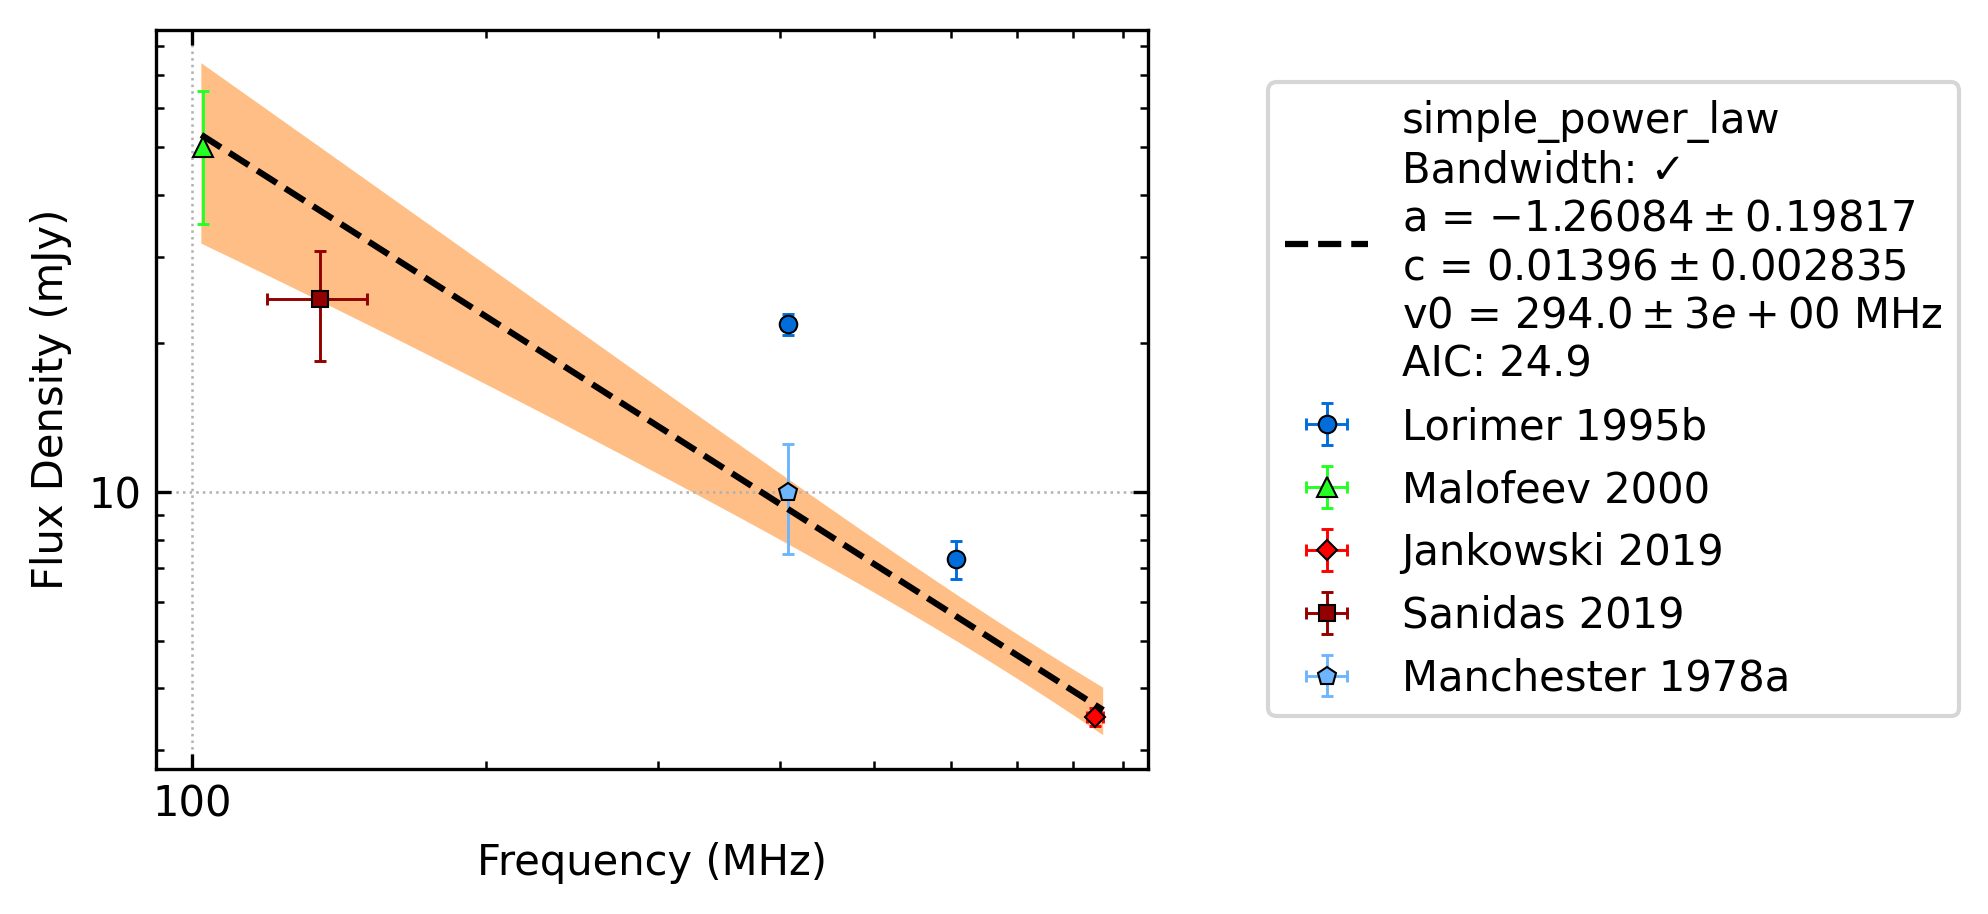 Flux Density (mJy)
10
100
Frequency (MHz)
simple_power_law
Bandwidth: ✓
a = −1.26084 ± 0.19817
c = 0.01396 ± 0.002835
v0 = 294.0 ± 3e + 00 MHz
AIC: 24.9
Lorimer 1995b
Malofeev 2000
Jankowski 2019
Sanidas 2019
Manchester 1978a